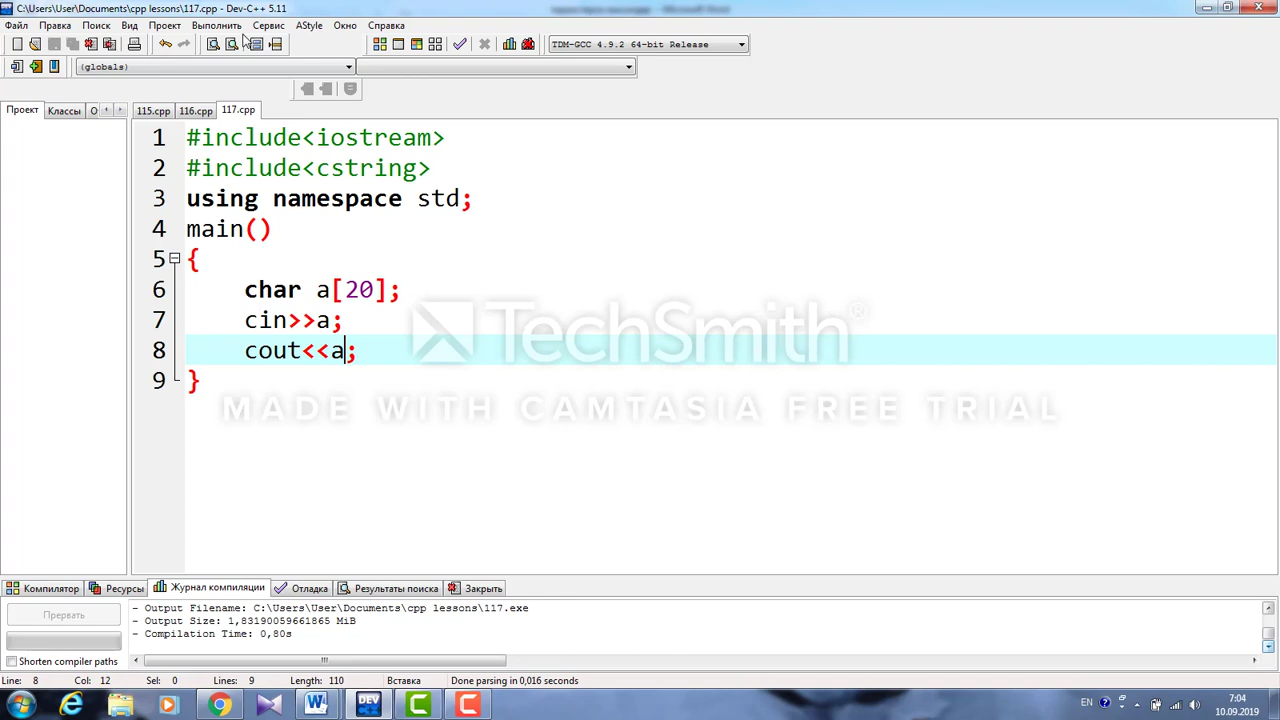 C:\Users\User\Documents\cpp lessons\117.cpp - Dev-C++ 5.11
Файл Правка Поиск Вид Проект Выполнить Сервис AStyle Окно Справка
TDM-GCC 4.9.2 64-bit Release
(globals)
Проект Классы О 115.cpp 116.cpp 117.cpp
1 #include<iostream>
2 #include<cstring>
3 using namespace std;
4 main()
5 {
6 char a[20];
7 cin>>a;
8 cout<<a;
9 }
TechSmith®
MADE WITH CAMTASIA FREE TRIAL
Компилятор Ресурсы Журнал компиляции Отладка Результаты поиска Закрыть
Прервать
Shorten compiler paths
- Output Filename: C:\Users\User\Documents\cpp lessons\117.exe
- Output Size: 1,83190059661865 MiB
- Compilation Time: 0,80s
Line: 8 Col: 12 Sel: 0 Lines: 9 Length: 110 Вставка Done parsing in 0,016 seconds
DEV
EN 7:04
10.09.2019